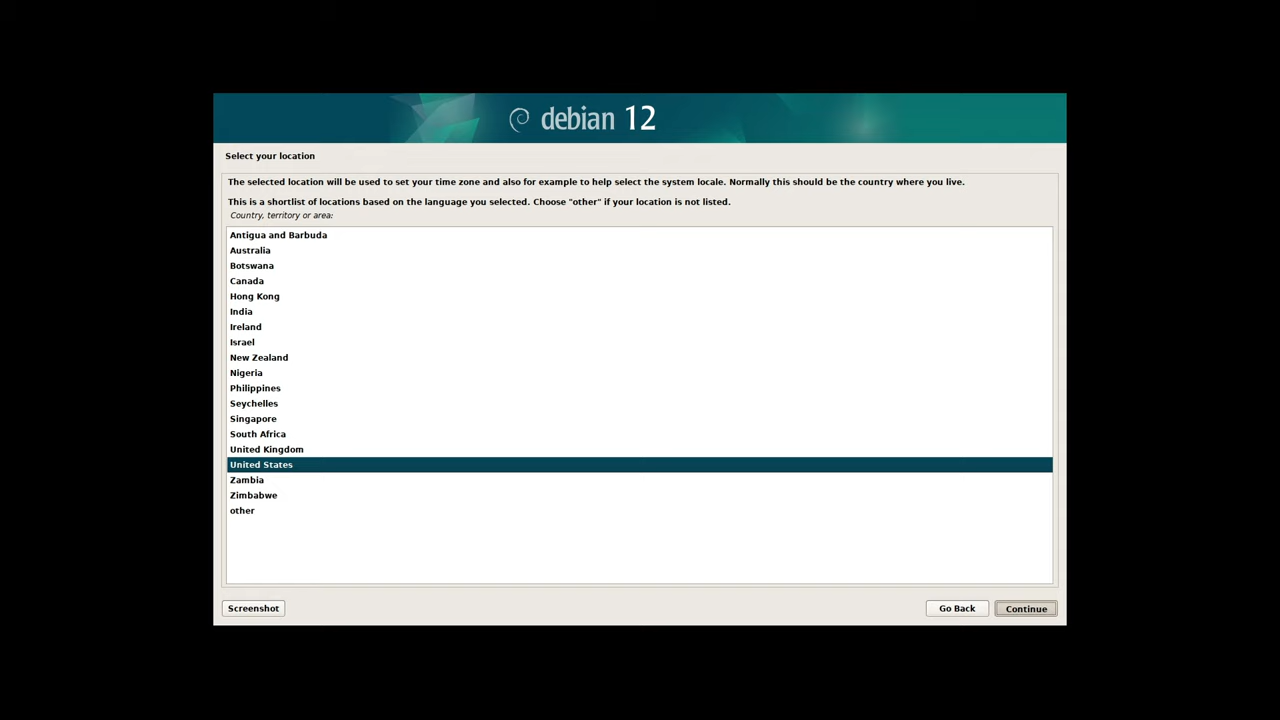 debian 12
Select your location
The selected location will be used to set your time zone and also for example to help select the system locale. Normally this should be the country where you live.
This is a shortlist of locations based on the language you selected. Choose "other" if your location is not listed.
Country, territory or area:
Antigua and Barbuda
Australia
Botswana
Canada
Hong Kong
India
Ireland
Israel
New Zealand
Nigeria
Philippines
Seychelles
Singapore
South Africa
United Kingdom
United States
Zambia
Zimbabwe
other
Screenshot
Go Back
Continue